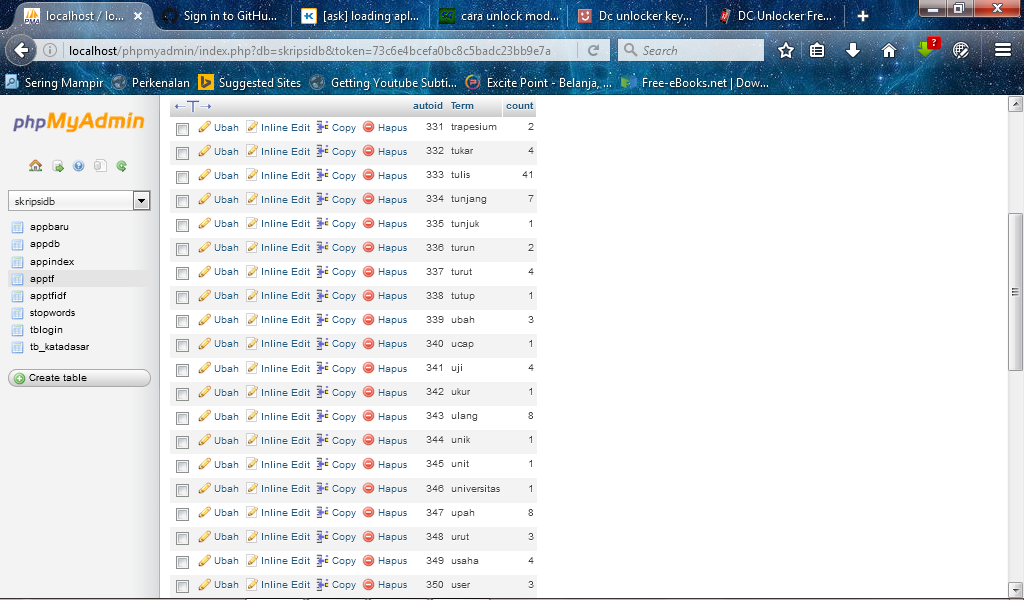 localhost / lo...
Sign in to GitHu...
[ask] loading apl...
cara unlock mod...
Dc unlocker key...
DC Unlocker Fre...
localhost/phpmyadmin/index.php?db=skripsidb&token=73c6e4bcefa0bc8c5badc23bb9e7a
Search
Sering Mampir
Perkenalan
Suggested Sites
Getting Youtube Subti...
Excite Point - Belanja, ...
Free-eBooks.net | Dow...
phpMyAdmin
skripsidb
appbaru
appdb
appindex
apptf
apptfidf
stopwords
tblogin
tb_katadasar
Create table
autoid Term count
Ubah Inline Edit Copy Hapus 331 trapesium 2
Ubah Inline Edit Copy Hapus 332 tukar 4
Ubah Inline Edit Copy Hapus 333 tulis 41
Ubah Inline Edit Copy Hapus 334 tunjang 7
Ubah Inline Edit Copy Hapus 335 tunjuk 1
Ubah Inline Edit Copy Hapus 336 turun 2
Ubah Inline Edit Copy Hapus 337 turut 4
Ubah Inline Edit Copy Hapus 338 tutup 1
Ubah Inline Edit Copy Hapus 339 ubah 3
Ubah Inline Edit Copy Hapus 340 ucap 1
Ubah Inline Edit Copy Hapus 341 uji 4
Ubah Inline Edit Copy Hapus 342 ukur 1
Ubah Inline Edit Copy Hapus 343 ulang 8
Ubah Inline Edit Copy Hapus 344 unik 1
Ubah Inline Edit Copy Hapus 345 unit 1
Ubah Inline Edit Copy Hapus 346 universitas 1
Ubah Inline Edit Copy Hapus 347 upah 8
Ubah Inline Edit Copy Hapus 348 urut 3
Ubah Inline Edit Copy Hapus 349 usaha 4
Ubah Inline Edit Copy Hapus 350 user 3